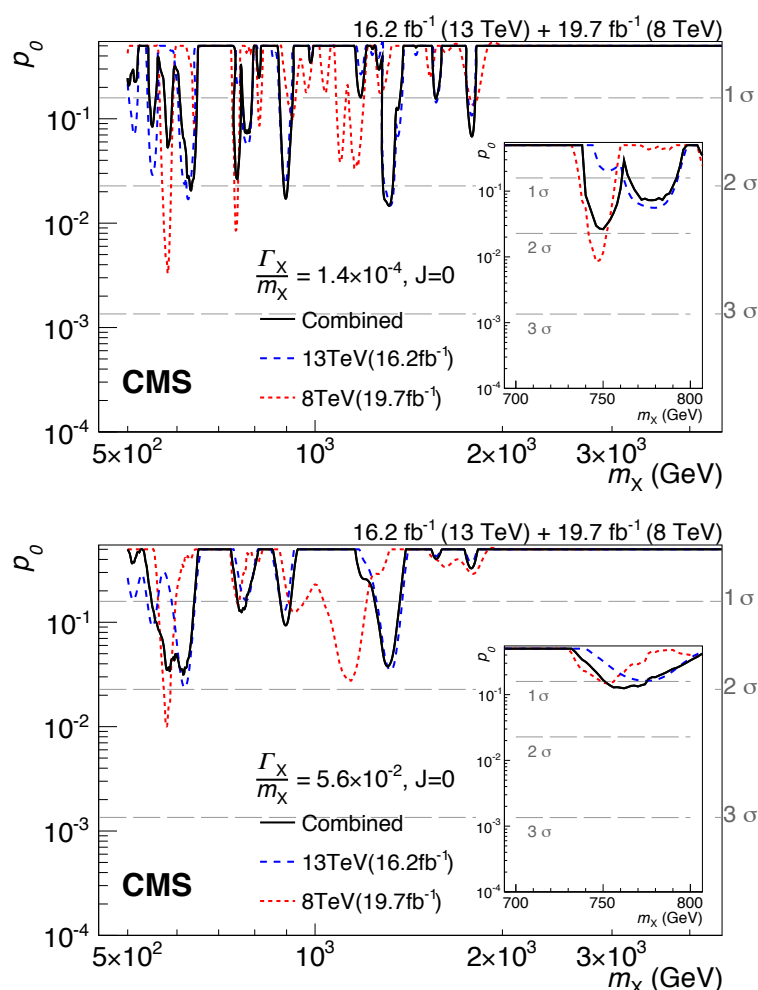 16.2 fb⁻¹ (13 TeV) + 19.7 fb⁻¹ (8 TeV)
p₀
10⁻¹
10⁻²
10⁻³
10⁻⁴
1 σ
2 σ
3 σ
Γ_X / m_X = 1.4×10⁻⁴, J=0
Combined
13TeV(16.2fb⁻¹)
8TeV(19.7fb⁻¹)
CMS
p₀
10⁻¹
10⁻²
10⁻³
10⁻⁴
1 σ
2 σ
3 σ
700 750 800
m_X (GeV)
5×10² 10³ 2×10³ 3×10³
m_X (GeV)
16.2 fb⁻¹ (13 TeV) + 19.7 fb⁻¹ (8 TeV)
p₀
10⁻¹
10⁻²
10⁻³
10⁻⁴
1 σ
2 σ
3 σ
Γ_X / m_X = 5.6×10⁻², J=0
Combined
13TeV(16.2fb⁻¹)
8TeV(19.7fb⁻¹)
CMS
p₀
10⁻¹
10⁻²
10⁻³
10⁻⁴
1 σ
2 σ
3 σ
700 750 800
m_X (GeV)
5×10² 10³ 2×10³ 3×10³
m_X (GeV)